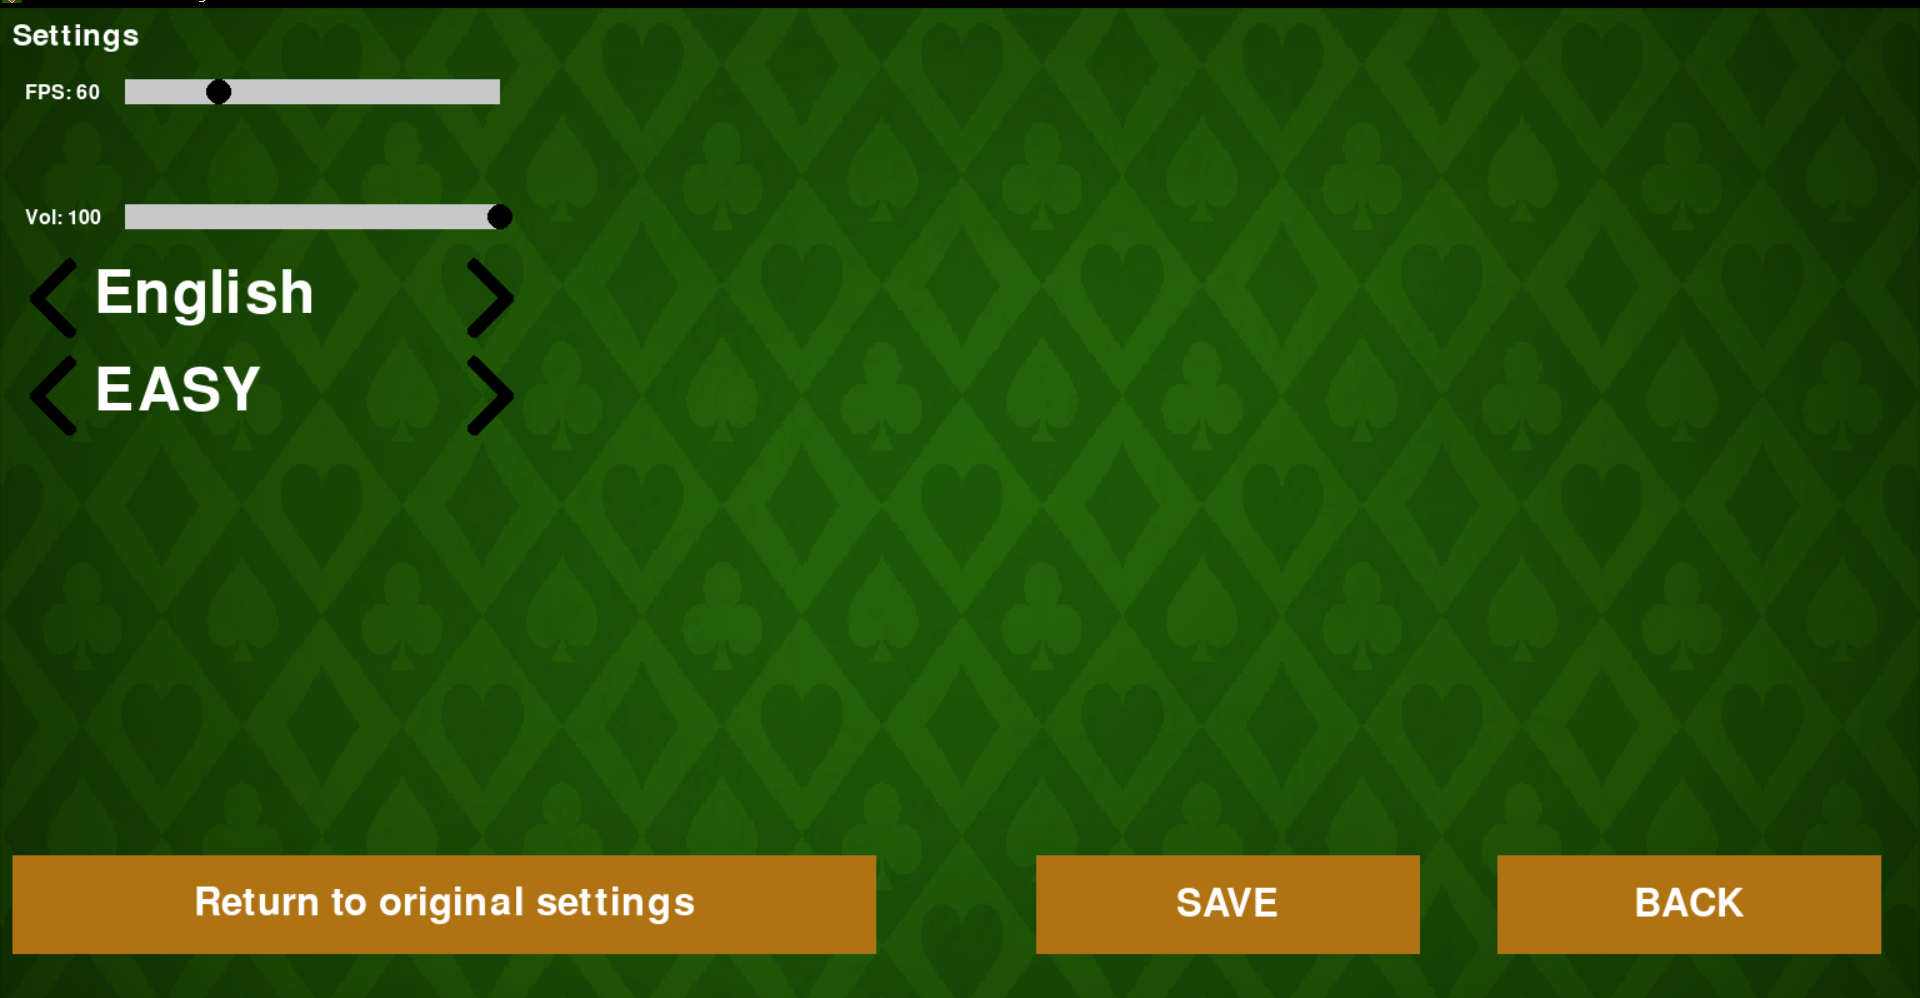 Settings
FPS: 60
Vol: 100
English
EASY
Return to original settings
SAVE
BACK